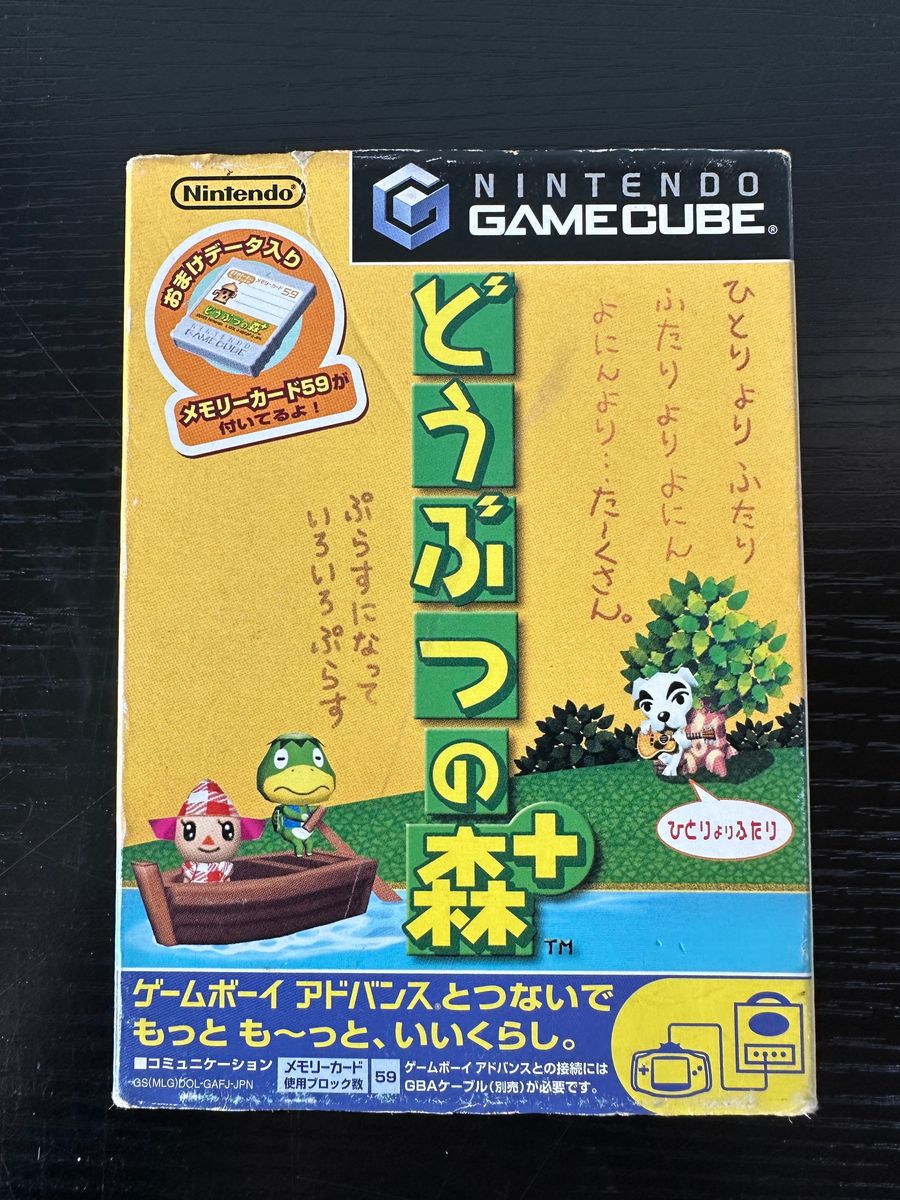 Nintendo®
NINTENDO
GAMECUBE®
おまけデータ入り
メモリーカード59
どうぶつの森+
NINTENDO
GAMECUBE
メモリーカード59が
付いてるよ!
ひとりよりふたり
ふたりよりよにん
よにんより…たーくさん。
どうぶつの森+
TM
ぷらすになって
いろいろぷらす
ひとりよりふたり
ゲームボーイ アドバンス®とつないで
もっと も〜っと、いいくらし。
■コミュニケーション
GS(MLG)DOL-GAFJ-JPN
メモリーカード
使用ブロック数
59
ゲームボーイ アドバンスとの接続には
GBAケーブル(別売)が必要です。